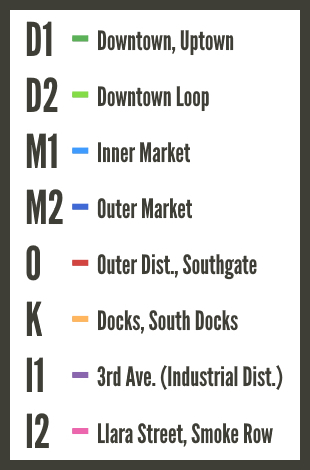 D1 Downtown, Uptown
D2 Downtown Loop
M1 Inner Market
M2 Outer Market
O Outer Dist., Southgate
K Docks, South Docks
I1 3rd Ave. (Industrial Dist.)
I2 Llara Street, Smoke Row